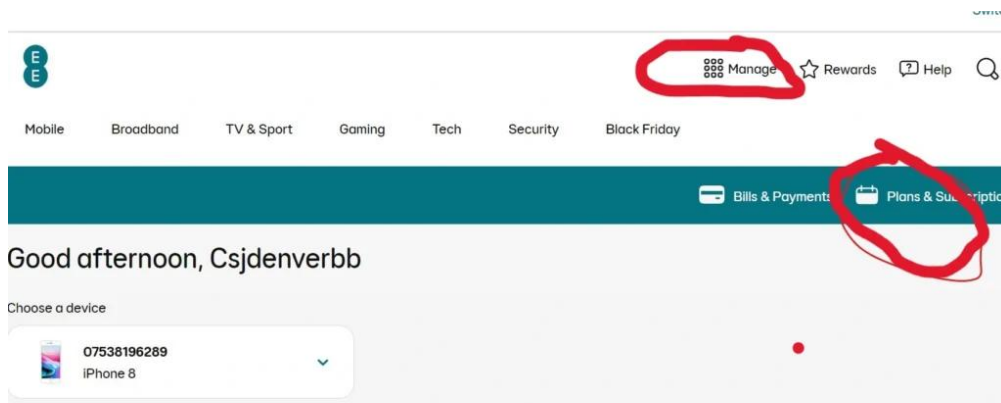 E
E
Manage
Rewards
Help
Mobile
Broadband
TV & Sport
Gaming
Tech
Security
Black Friday
Bills & Payments
Plans &
Good afternoon, Csjdenverbb
Choose a device
07538196289
iPhone 8